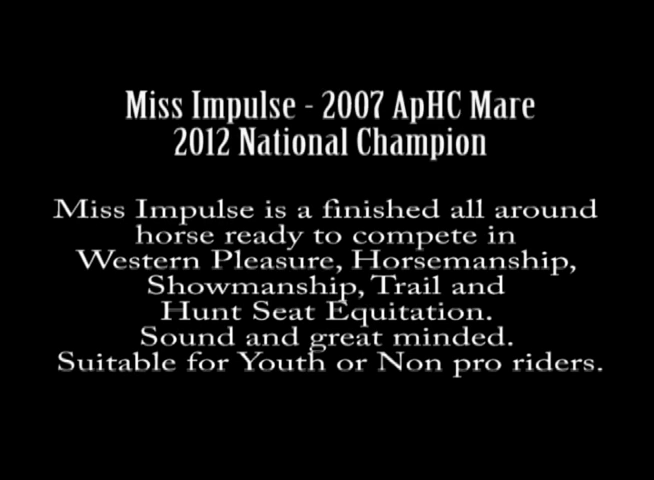 Miss Impulse - 2007 ApHC Mare
2012 National Champion
Miss Impulse is a finished all around
horse ready to compete in
Western Pleasure, Horsemanship,
Showmanship, Trail and
Hunt Seat Equitation.
Sound and great minded.
Suitable for Youth or Non pro riders.